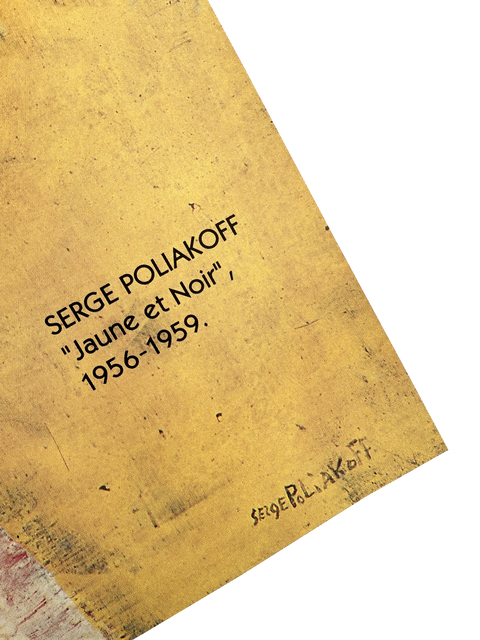 SERGE POLIAKOFF
"Jaune et Noir",
1956-1959.
SERGE POLIAKOFF